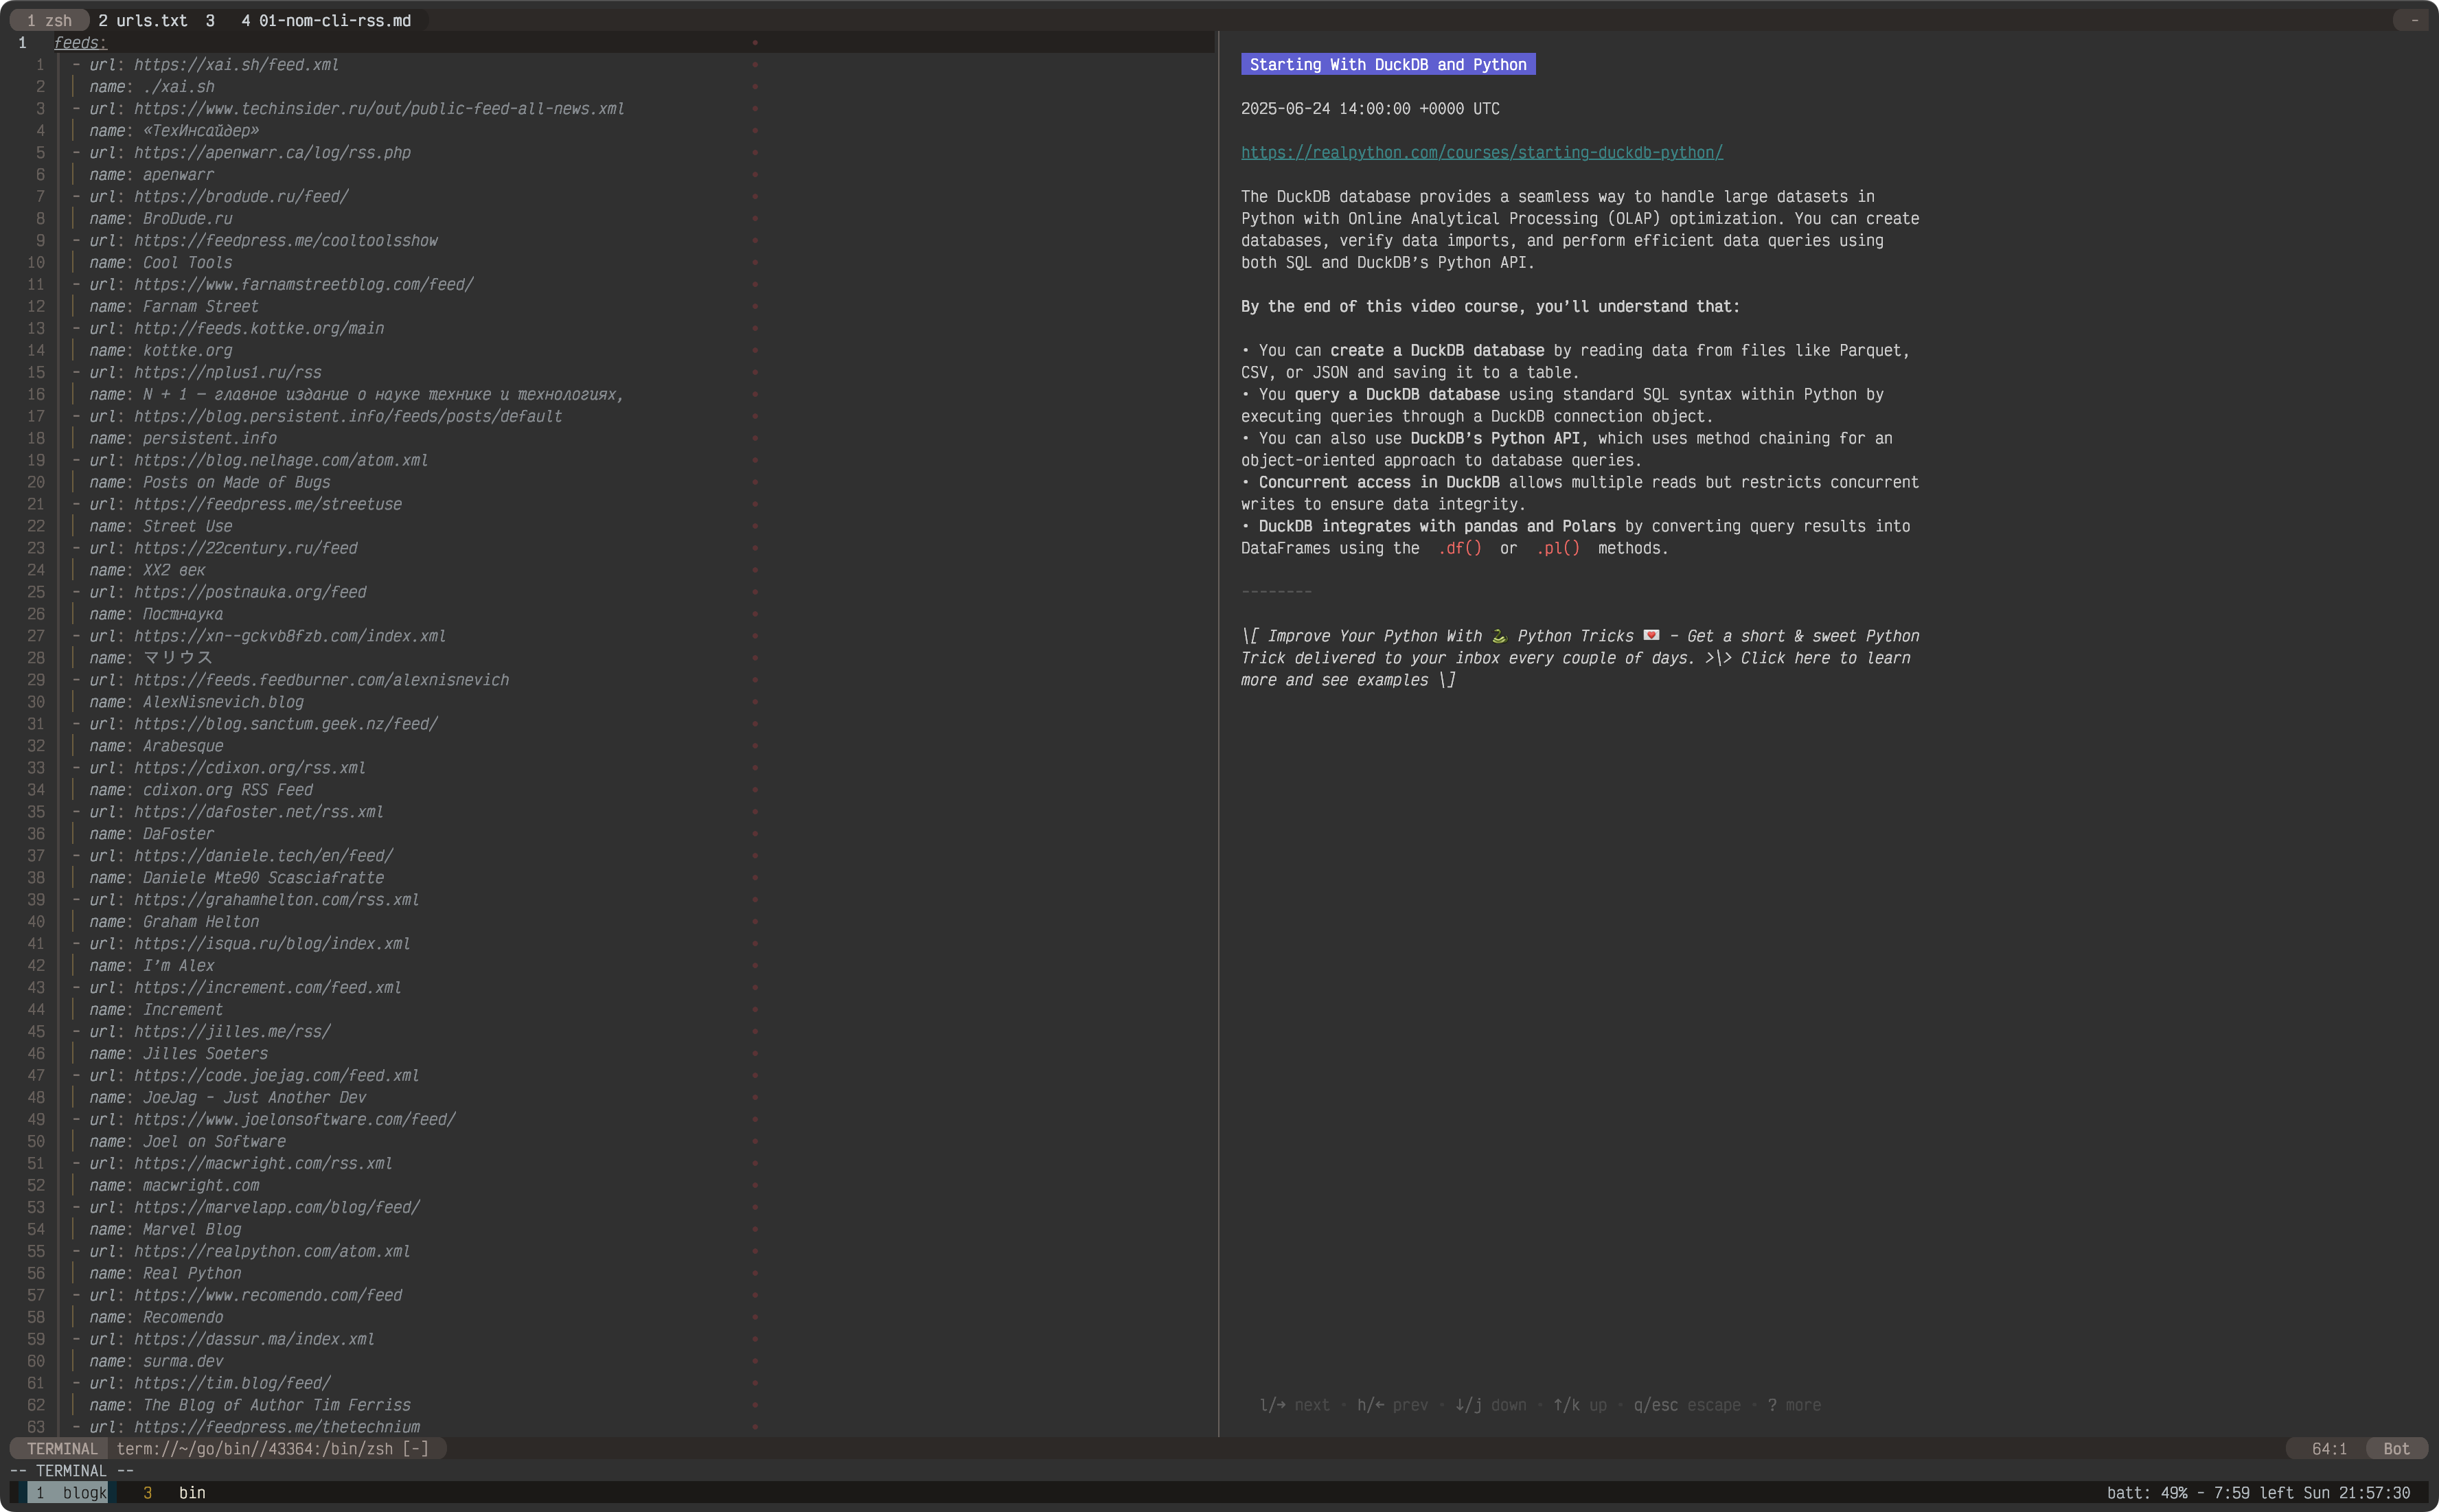 1 zsh 2 urls.txt 3 4 01-nom-cli-rss.md -
1 feeds:
1 - url: https://xai.sh/feed.xml
2 name: ./xai.sh
3 - url: https://www.techinsider.ru/out/public-feed-all-news.xml
4 name: «ТехИнсайдер»
5 - url: https://apenwarr.ca/log/rss.php
6 name: apenwarr
7 - url: https://brodude.ru/feed/
8 name: BroDude.ru
9 - url: https://feedpress.me/cooltoolsshow
10 name: Cool Tools
11 - url: https://www.farnamstreetblog.com/feed/
12 name: Farnam Street
13 - url: http://feeds.kottke.org/main
14 name: kottke.org
15 - url: https://nplus1.ru/rss
16 name: N + 1 — главное издание о науке технике и технологиях,
17 - url: https://blog.persistent.info/feeds/posts/default
18 name: persistent.info
19 - url: https://blog.nelhage.com/atom.xml
20 name: Posts on Made of Bugs
21 - url: https://feedpress.me/streetuse
22 name: Street Use
23 - url: https://22century.ru/feed
24 name: XX2 век
25 - url: https://postnauka.org/feed
26 name: Постнаука
27 - url: https://xn--gckvb8fzb.com/index.xml
28 name: マリウス
29 - url: https://feeds.feedburner.com/alexnisnevich
30 name: AlexNisnevich.blog
31 - url: https://blog.sanctum.geek.nz/feed/
32 name: Arabesque
33 - url: https://cdixon.org/rss.xml
34 name: cdixon.org RSS Feed
35 - url: https://dafoster.net/rss.xml
36 name: DaFoster
37 - url: https://daniele.tech/en/feed/
38 name: Daniele Mte90 Scasciafratte
39 - url: https://grahamhelton.com/rss.xml
40 name: Graham Helton
41 - url: https://isqua.ru/blog/index.xml
42 name: I’m Alex
43 - url: https://increment.com/feed.xml
44 name: Increment
45 - url: https://jilles.me/rss/
46 name: Jilles Soeters
47 - url: https://code.joejag.com/feed.xml
48 name: JoeJag - Just Another Dev
49 - url: https://www.joelonsoftware.com/feed/
50 name: Joel on Software
51 - url: https://macwright.com/rss.xml
52 name: macwright.com
53 - url: https://marvelapp.com/blog/feed/
54 name: Marvel Blog
55 - url: https://realpython.com/atom.xml
56 name: Real Python
57 - url: https://www.recomendo.com/feed
58 name: Recomendo
59 - url: https://dassur.ma/index.xml
60 name: surma.dev
61 - url: https://tim.blog/feed/
62 name: The Blog of Author Tim Ferriss
63 - url: https://feedpress.me/thetechnium
Starting With DuckDB and Python
2025-06-24 14:00:00 +0000 UTC
https://realpython.com/courses/starting-duckdb-python/
The DuckDB database provides a seamless way to handle large datasets in
Python with Online Analytical Processing (OLAP) optimization. You can create
databases, verify data imports, and perform efficient data queries using
both SQL and DuckDB’s Python API.
By the end of this video course, you’ll understand that:
• You can create a DuckDB database by reading data from files like Parquet,
CSV, or JSON and saving it to a table.
• You query a DuckDB database using standard SQL syntax within Python by
executing queries through a DuckDB connection object.
• You can also use DuckDB’s Python API, which uses method chaining for an
object-oriented approach to database queries.
• Concurrent access in DuckDB allows multiple reads but restricts concurrent
writes to ensure data integrity.
• DuckDB integrates with pandas and Polars by converting query results into
DataFrames using the .df() or .pl() methods.
--------
\[ Improve Your Python With 🐍 Python Tricks 💌 – Get a short & sweet Python
Trick delivered to your inbox every couple of days. >\> Click here to learn
more and see examples \]
l/→ next • h/← prev • ↓/j down • ↑/k up • q/esc escape • ? more
TERMINAL term://~/go/bin//43364:/bin/zsh [-] 64:1 Bot
-- TERMINAL --
1 blogk 3 bin batt: 49% - 7:59 left Sun 21:57:30